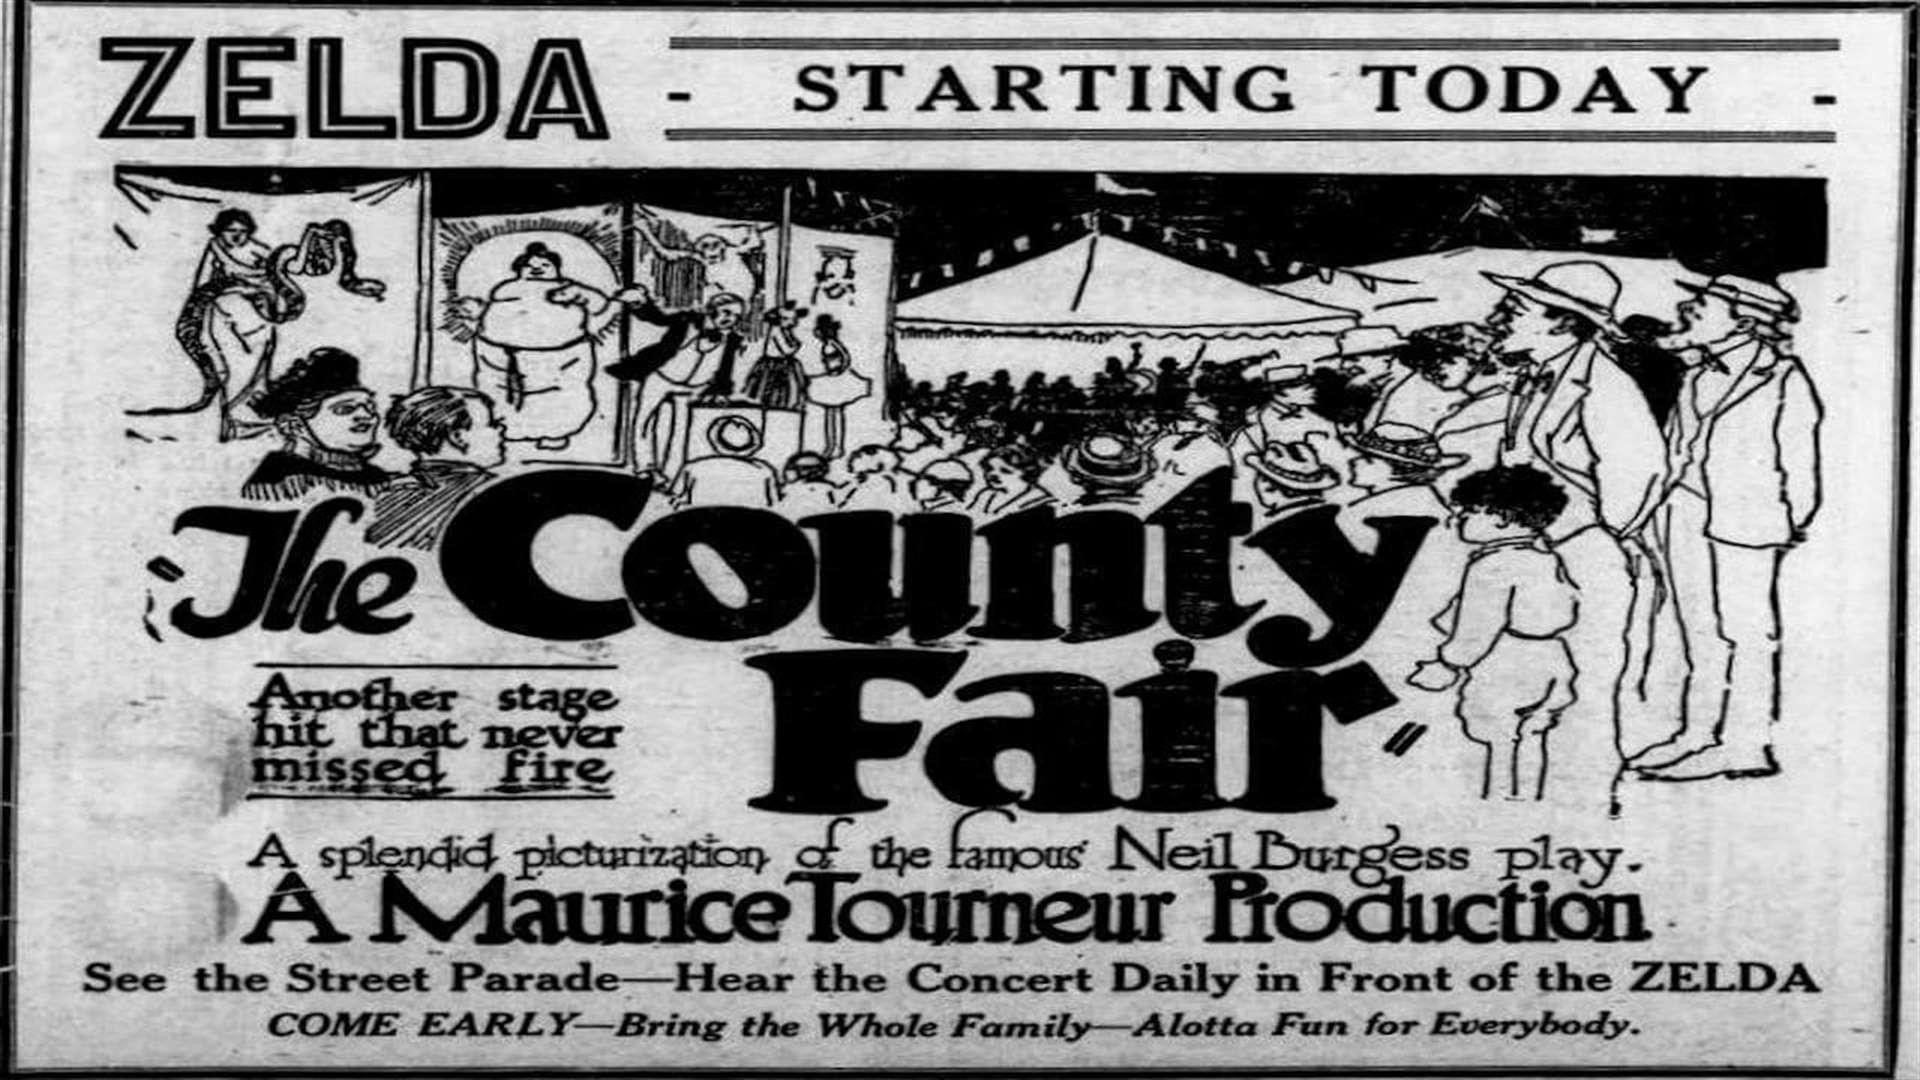 ZELDA - STARTING TODAY -
"The County
Fair"
Another stage
hit that never
missed fire
A splendid picturization of the famous Neil Burgess play.
A Maurice Tourneur Production
See the Street Parade—Hear the Concert Daily in Front of the ZELDA
COME EARLY—Bring the Whole Family—Alotta Fun for Everybody.